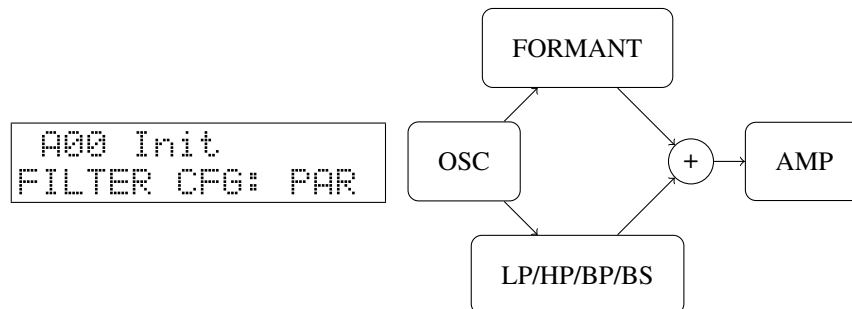 A00 Init
FILTER CFG: PAR
FORMANT
OSC
+
AMP
LP/HP/BP/BS